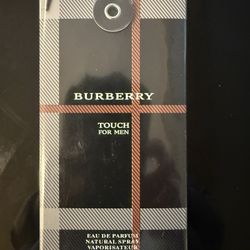 BURBERRY
TOUCH
FOR MEN
EAU DE PARFUM
NATURAL SPRAY
VAPORISATEUR